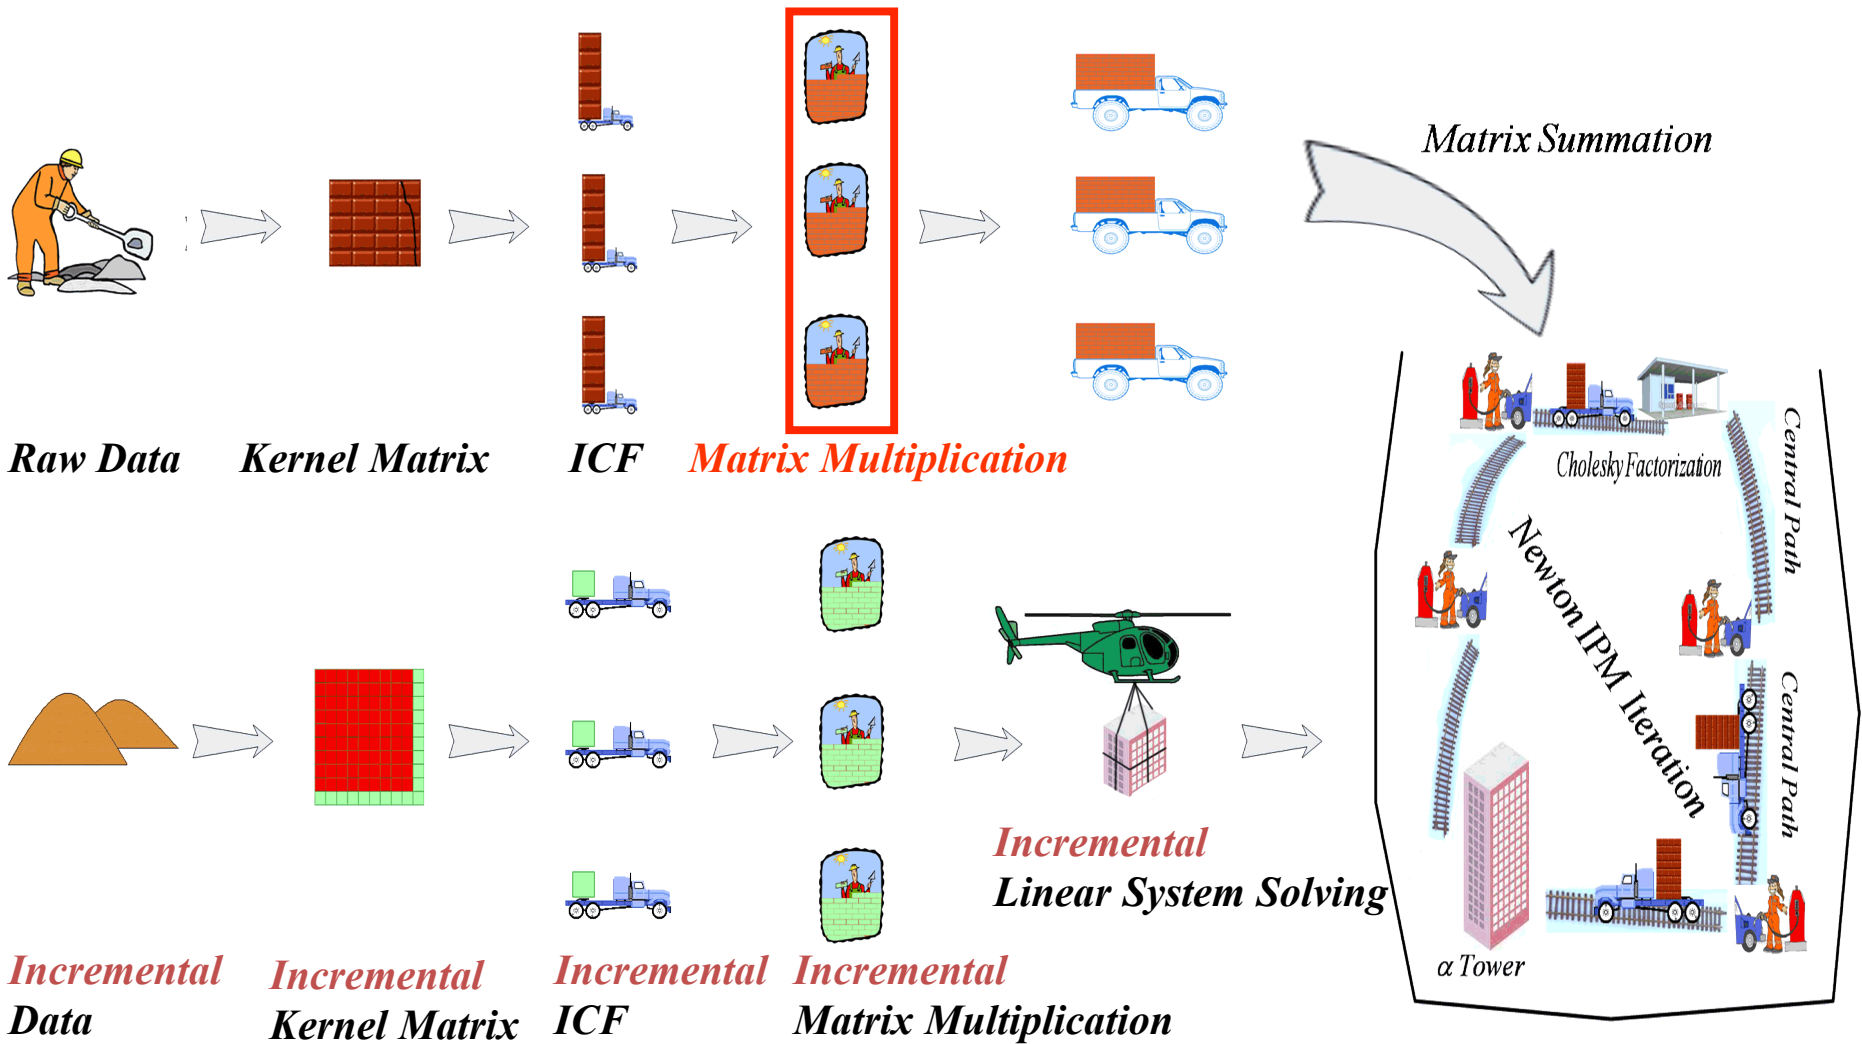 Matrix Summation
Raw Data
Kernel Matrix
ICF
Matrix Multiplication
Cholesky Factorization
Central Path
Newton IPM Iteration
Central Path
α Tower
Incremental
Linear System Solving
Incremental
Data
Incremental
Kernel Matrix
Incremental
ICF
Incremental
Matrix Multiplication